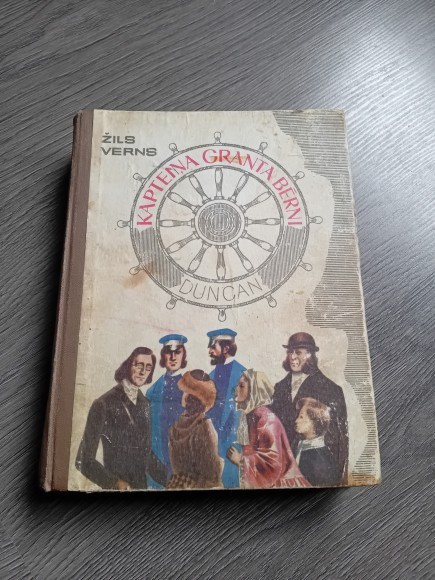 ŽILS
VERNS
KAPTEIŅA GRANTA BĒRNI
DUNCAN